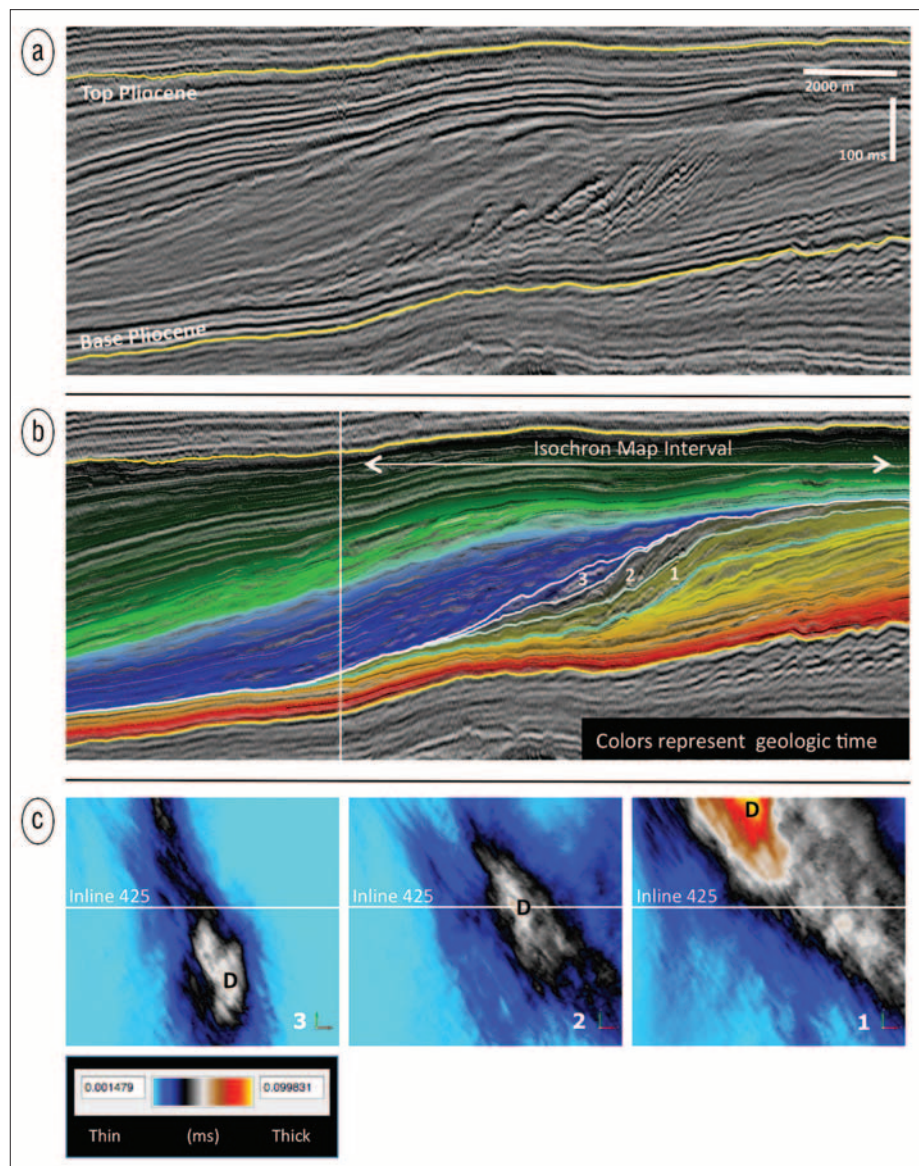 a
Top Pliocene
2000 m
100 ms
Base Pliocene
b
Isochron Map Interval
3
2
1
Colors represent geologic time
c
Inline 425
D
3
Inline 425
D
2
Inline 425
D
1
0.001479
0.099831
Thin (ms) Thick